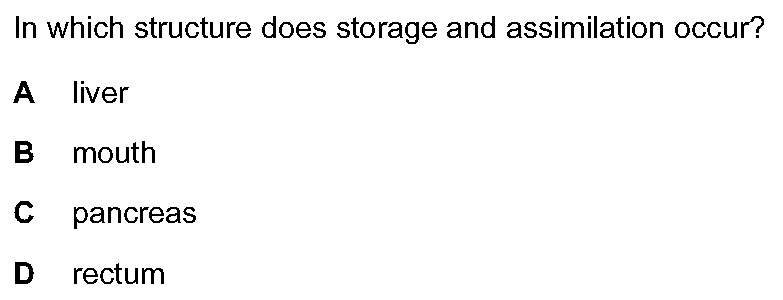 In which structure does storage and assimilation occur?
A liver
B mouth
C pancreas
D rectum